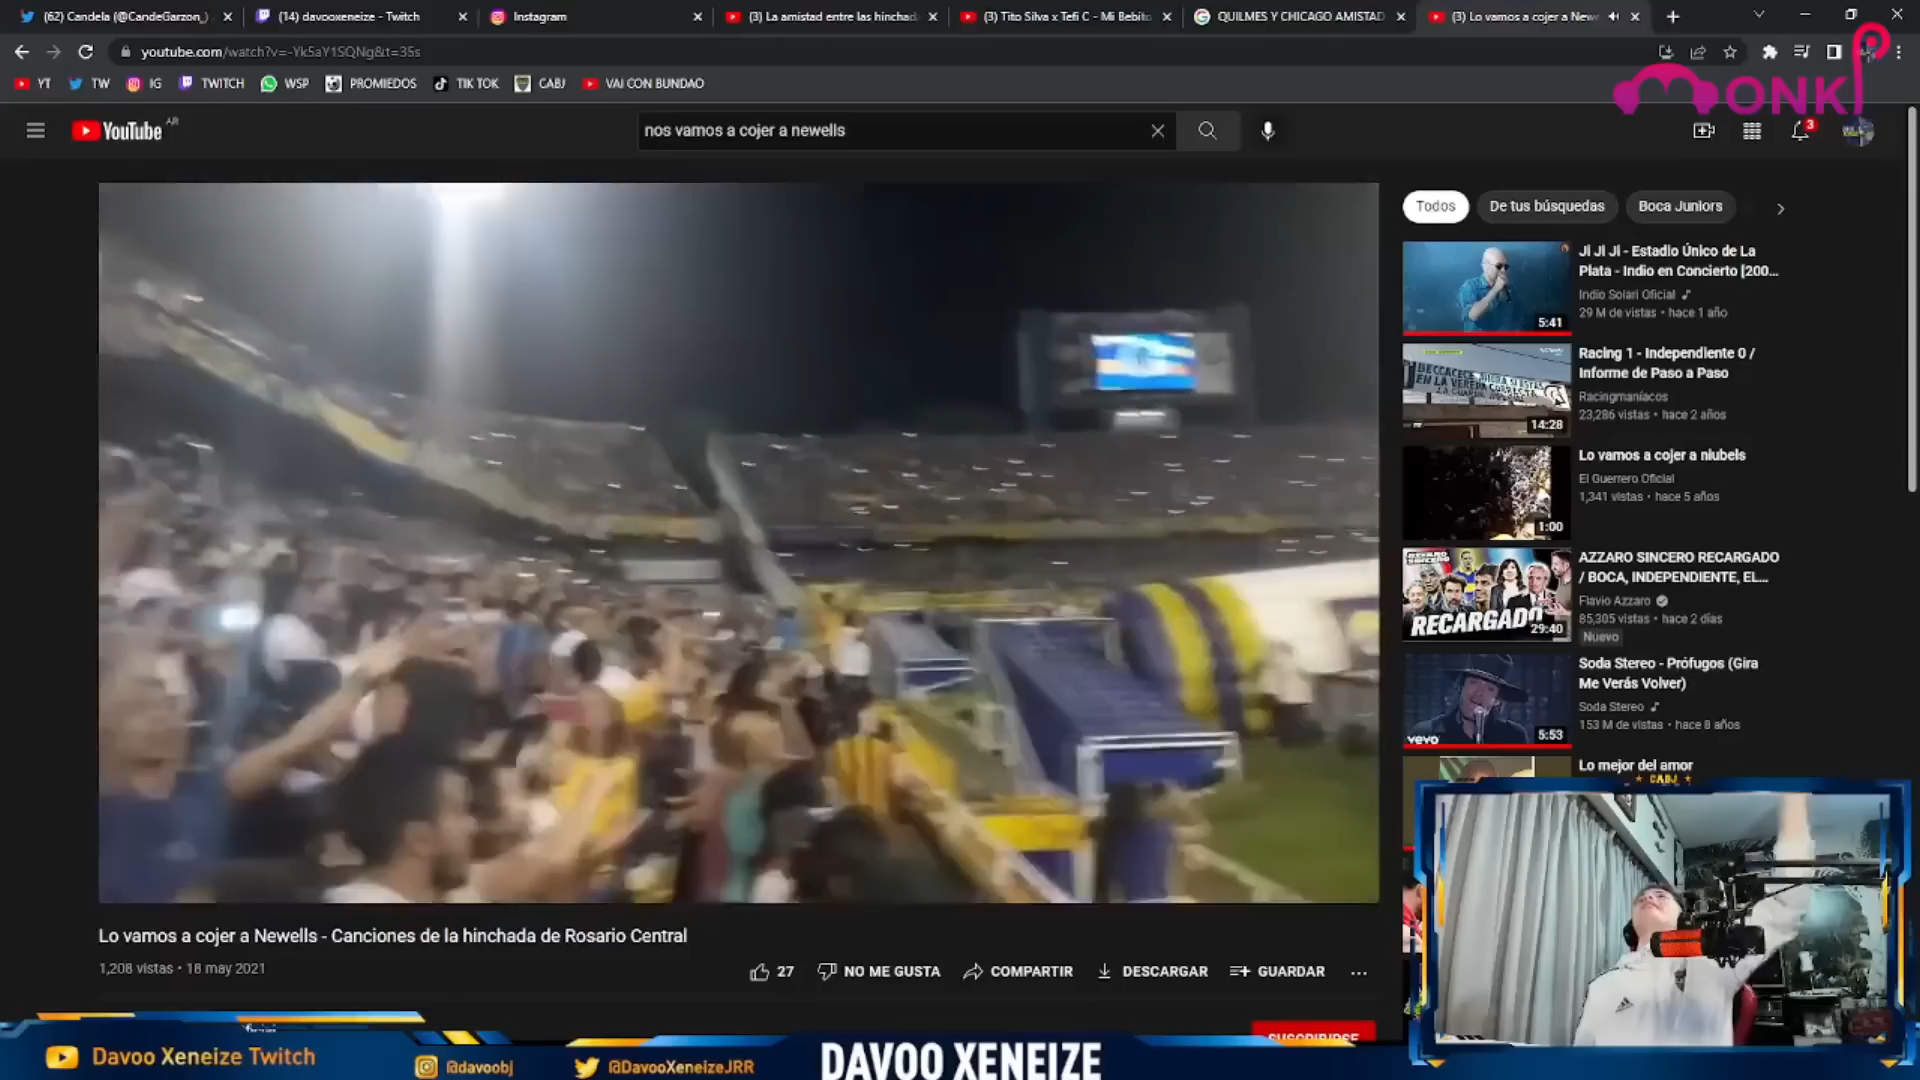 (62) Candela (@CandeGarzon_)
(14) davooxeneize - Twitch
Instagram
(3) La amistad entre las hinchad
(3) Tito Silva x Tefi C - Mi Bebito
QUILMES Y CHICAGO AMISTAD
(3) Lo vamos a cojer a New
youtube.com/watch?v=-Yk5aY1SQNg&t=35s
YT
TW
IG
TWITCH
WSP
PROMIEDOS
TIK TOK
CABJ
VAI CON BUNDAO
MONKP
YouTube AR
nos vamos a cojer a newells
3
Todos
De tus búsquedas
Boca Juniors
Ji Ji Ji - Estadio Único de La
Plata - Indio en Concierto [200...
Indio Solari Oficial
29 M de vistas • hace 1 año
5:41
Racing 1 - Independiente 0 /
Informe de Paso a Paso
Racingmaníacos
23,286 vistas • hace 2 años
14:28
Lo vamos a cojer a niubels
El Guerrero Oficial
1,341 vistas • hace 5 años
1:00
AZZARO SINCERO RECARGADO
/ BOCA, INDEPENDIENTE, EL...
Flavio Azzaro
85,305 vistas • hace 2 días
Nuevo
RECARGADO
29:40
Soda Stereo - Prófugos (Gira
Me Verás Volver)
Soda Stereo
153 M de vistas • hace 8 años
vevo
5:53
Lo mejor del amor
CABJ
Lo vamos a cojer a Newells - Canciones de la hinchada de Rosario Central
1,208 vistas • 18 may 2021
27
NO ME GUSTA
COMPARTIR
DESCARGAR
GUARDAR
SUSCRIBIRSE
Davoo Xeneize Twitch
@davoobj
@DavooXeneizeJRR
DAVOO XENEIZE